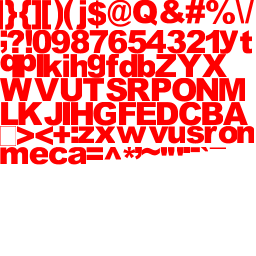 |}{][)(j$@Q&#%\/
;?!0987654321yt
qplkihgfdbZYX
WVUTSRPONM
LKJIHGFEDCBA
□><+:zxwvusron
meca=^*',~"'`¯